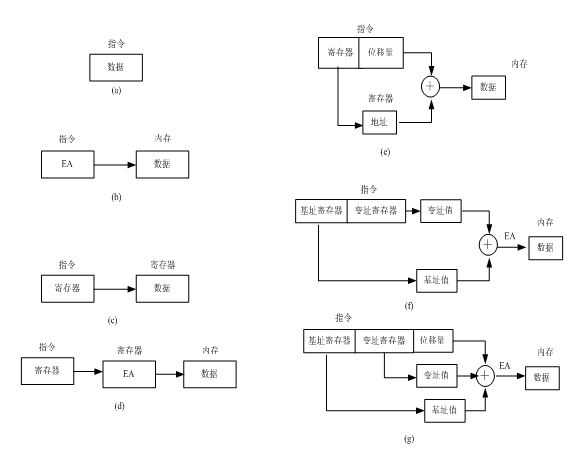 指令
数据
(a)
指令 内存
EA 数据
(b)
指令 寄存器
寄存器 数据
(c)
指令 寄存器 内存
寄存器 EA 数据
(d)
指令
寄存器 位移量
内存
数据
寄存器
地址
(e)
指令
基址寄存器 变址寄存器 变址值
内存
EA
数据
基址值
(f)
指令
基址寄存器 变址寄存器 位移量
内存
EA
变址值
数据
基址值
(g)